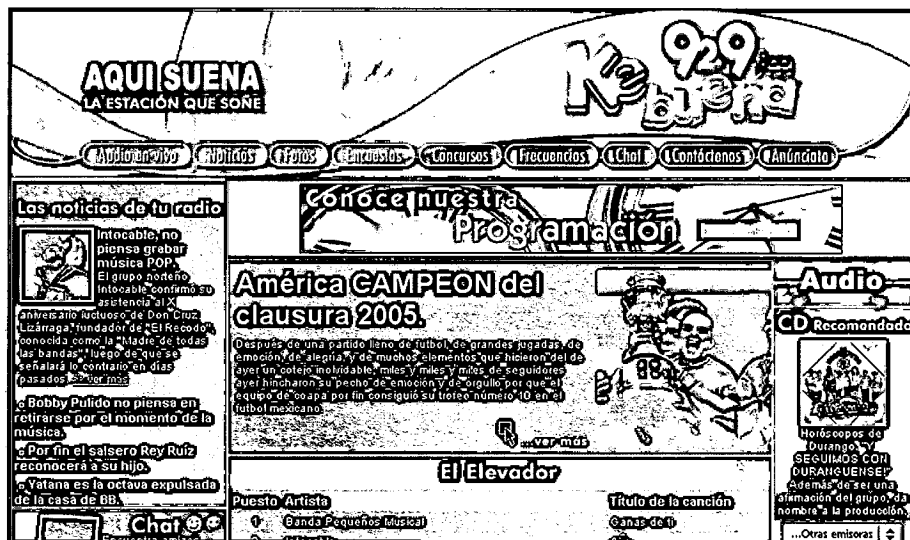 AQUI SUENA
LA ESTACIÓN QUE SOÑE
Ke buena 92.9
Audio en vivo
Noticias
Fotos
Encuestas
Concursos
Frecuencias
Chat
Contáctenos
Anúnciate
Las noticias de tu radio
Intocable, no
piensa grabar
música POP.
El grupo norteño
Intocable confirmó su
asistencia al X
aniversario luctuoso de Don Cruz
Lizárraga, fundador de "El Recodo",
conocida como la "Madre de todas
las bandas", luego de que se
señalará lo contrario en días
pasados. >> ver más
Bobby Pulido no piensa en
retirarse por el momento de la
música.
Por fin el salsero Rey Ruíz
reconocerá a su hijo.
Yatana es la octava expulsada
de la casa de BB.
Chat
Conoce nuestra
Programación
América CAMPEON del
clausura 2005.
Después de una partido lleno de futbol, de grandes jugadas, de
emoción, de alegría, y de muchos elementos que hicieron del de
ayer un cotejo inolvidable, miles y miles y miles de seguidores
ayer hincharon su pecho de emoción y de orgullo por que el
equipo de coapa por fin consiguió su trofeo número 10 en el
futbol mexicano.
...ver más
El Elevador
Puesto Artista Título de la canción
1 Banda Pequeños Musical Ganas de ti
Audio
CD Recomendado
Horóscopos de
Durango, "Y
SEGUIMOS CON
DURANGUENSE!"
Además de ser una
afirmación del grupo, da
nombre a la producción.
...Otras emisoras